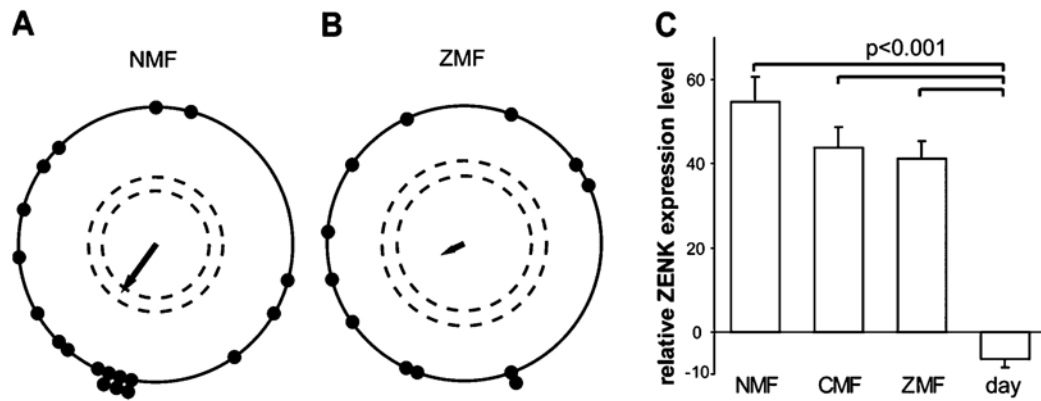 A
NMF
B
ZMF
C
relative ZENK expression level
p<0.001
60
40
20
0
-10
NMF CMF ZMF day